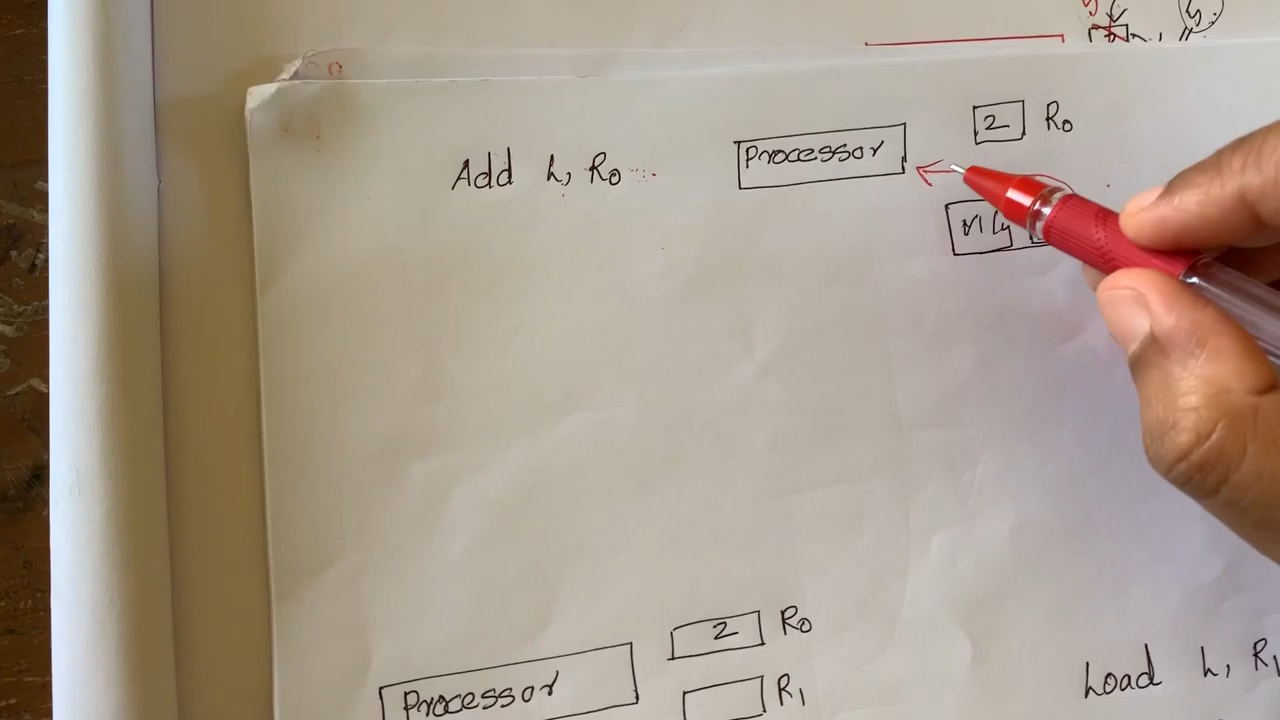 Add L, R0
Processor
2 R0
M/y
2 R0
Processor
R1
Load L, R1